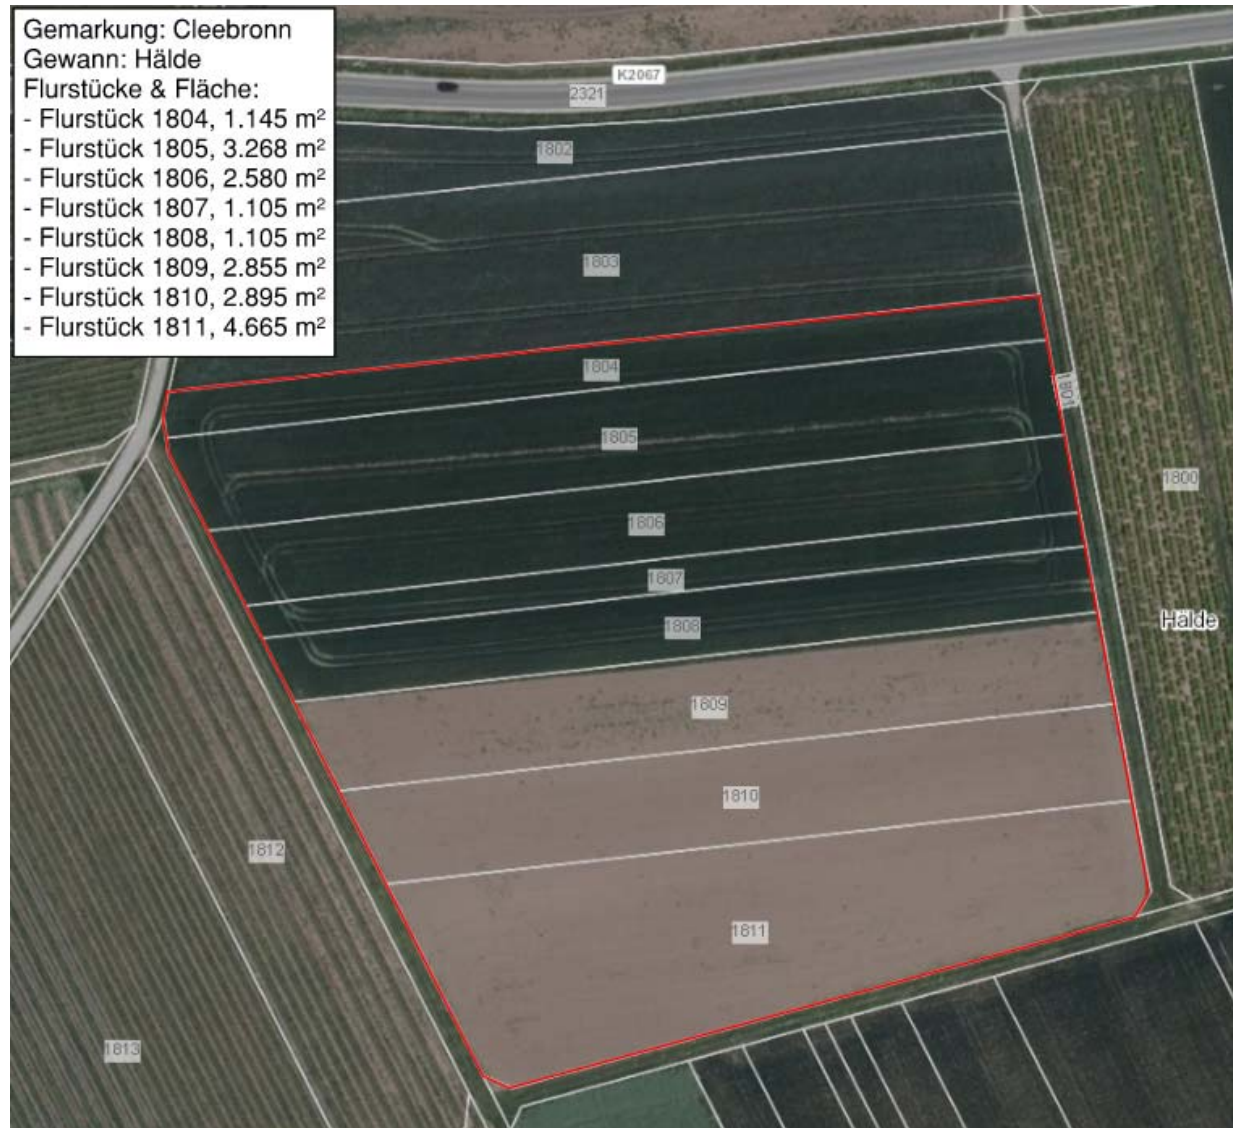 Gemarkung: Cleebronn
Gewann: Hälde
Flurstücke & Fläche:
- Flurstück 1804, 1.145 m²
- Flurstück 1805, 3.268 m²
- Flurstück 1806, 2.580 m²
- Flurstück 1807, 1.105 m²
- Flurstück 1808, 1.105 m²
- Flurstück 1809, 2.855 m²
- Flurstück 1810, 2.895 m²
- Flurstück 1811, 4.665 m²
K2067
2321
1802
1803
1804
1801
1805
1800
1806
1807
Hälde
1808
1809
1810
1812
1811
1813